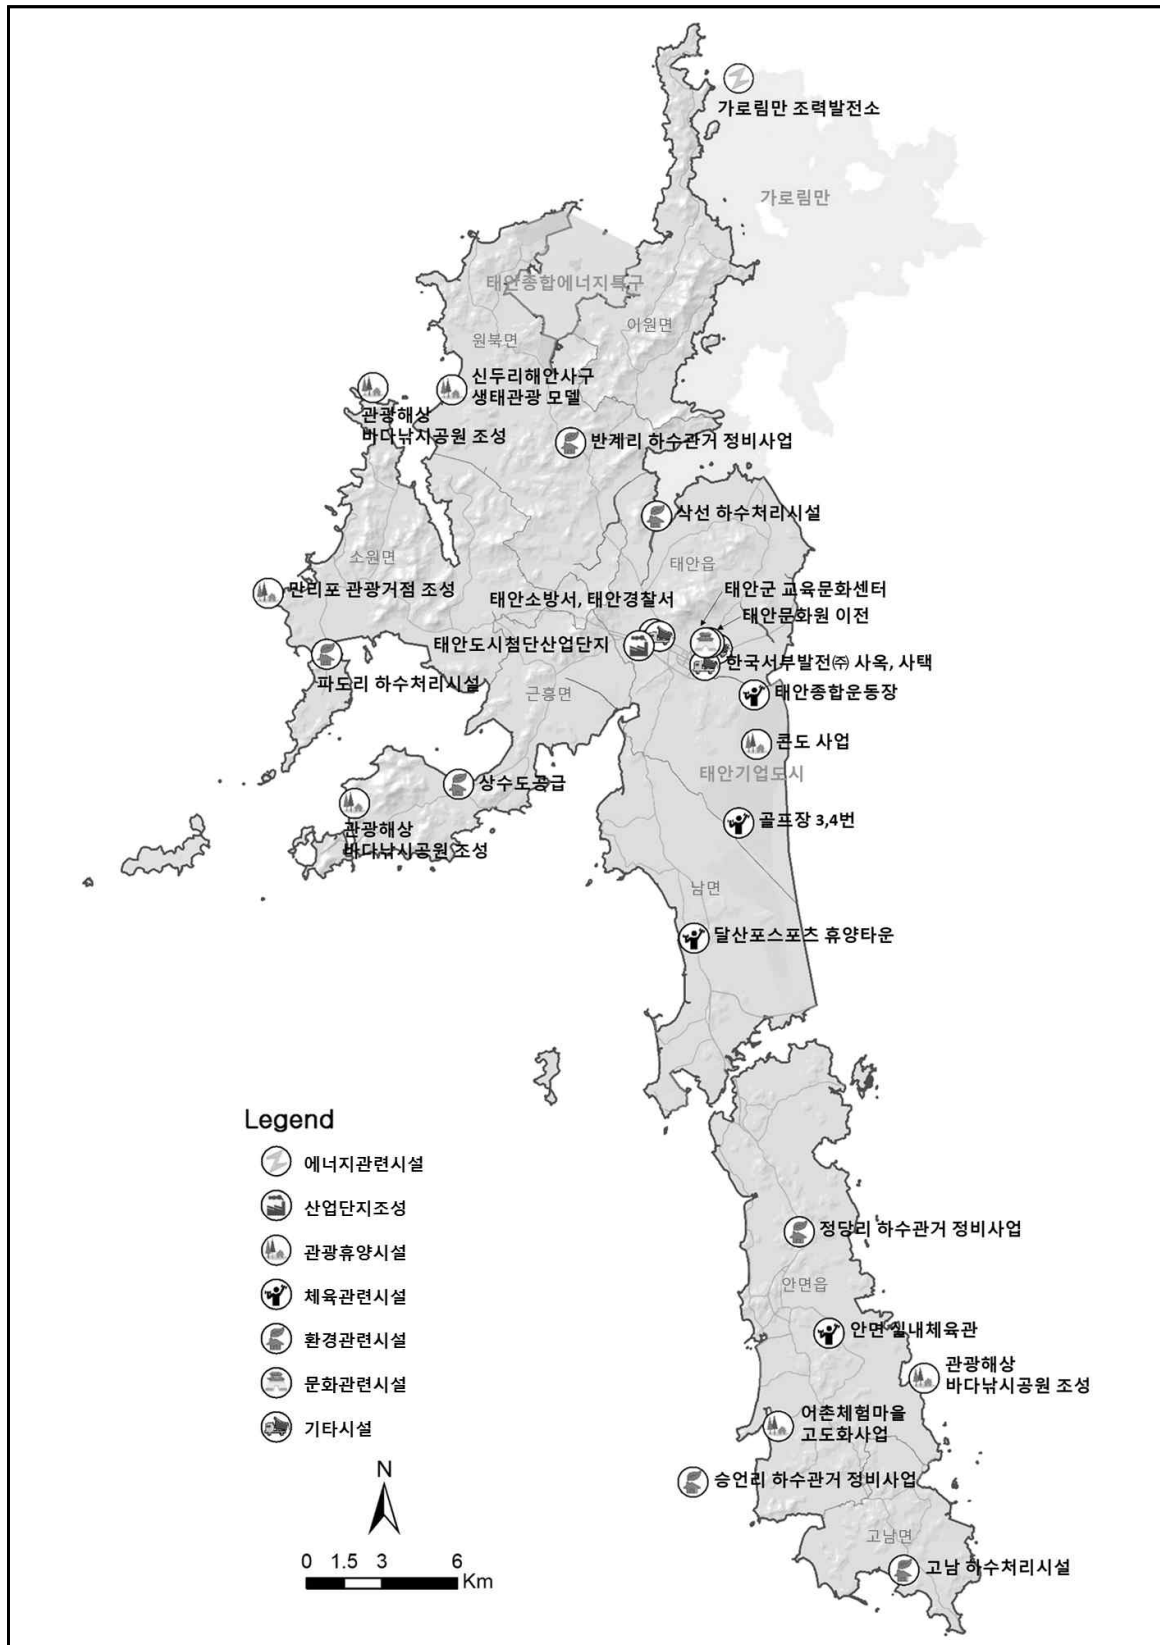 가로림만 조력발전소
가로림만
태안종합에너지특구
이원면
원북면
신두리해안사구
생태관광 모델
관광해상
바다낚시공원 조성
반계리 하수관거 정비사업
삭선 하수처리시설
소원면
태안읍
만리포 관광거점 조성
태안소방서, 태안경찰서
태안군 교육문화센터
태안문화원 이전
태안도시첨단산업단지
한국서부발전㈜ 사옥, 사택
파도리 하수처리시설
근흥면
태안종합운동장
콘도 사업
태안기업도시
상수도공급
관광해상
바다낚시공원 조성
골프장 3,4번
남면
달산포스포츠 휴양타운
정당리 하수관거 정비사업
안면읍
안면 실내체육관
관광해상
바다낚시공원 조성
어촌체험마을
고도화사업
승언리 하수관거 정비사업
고남면
고남 하수처리시설
Legend
에너지관련시설
산업단지조성
관광휴양시설
체육관련시설
환경관련시설
문화관련시설
기타시설
N
0 1.5 3 6
Km